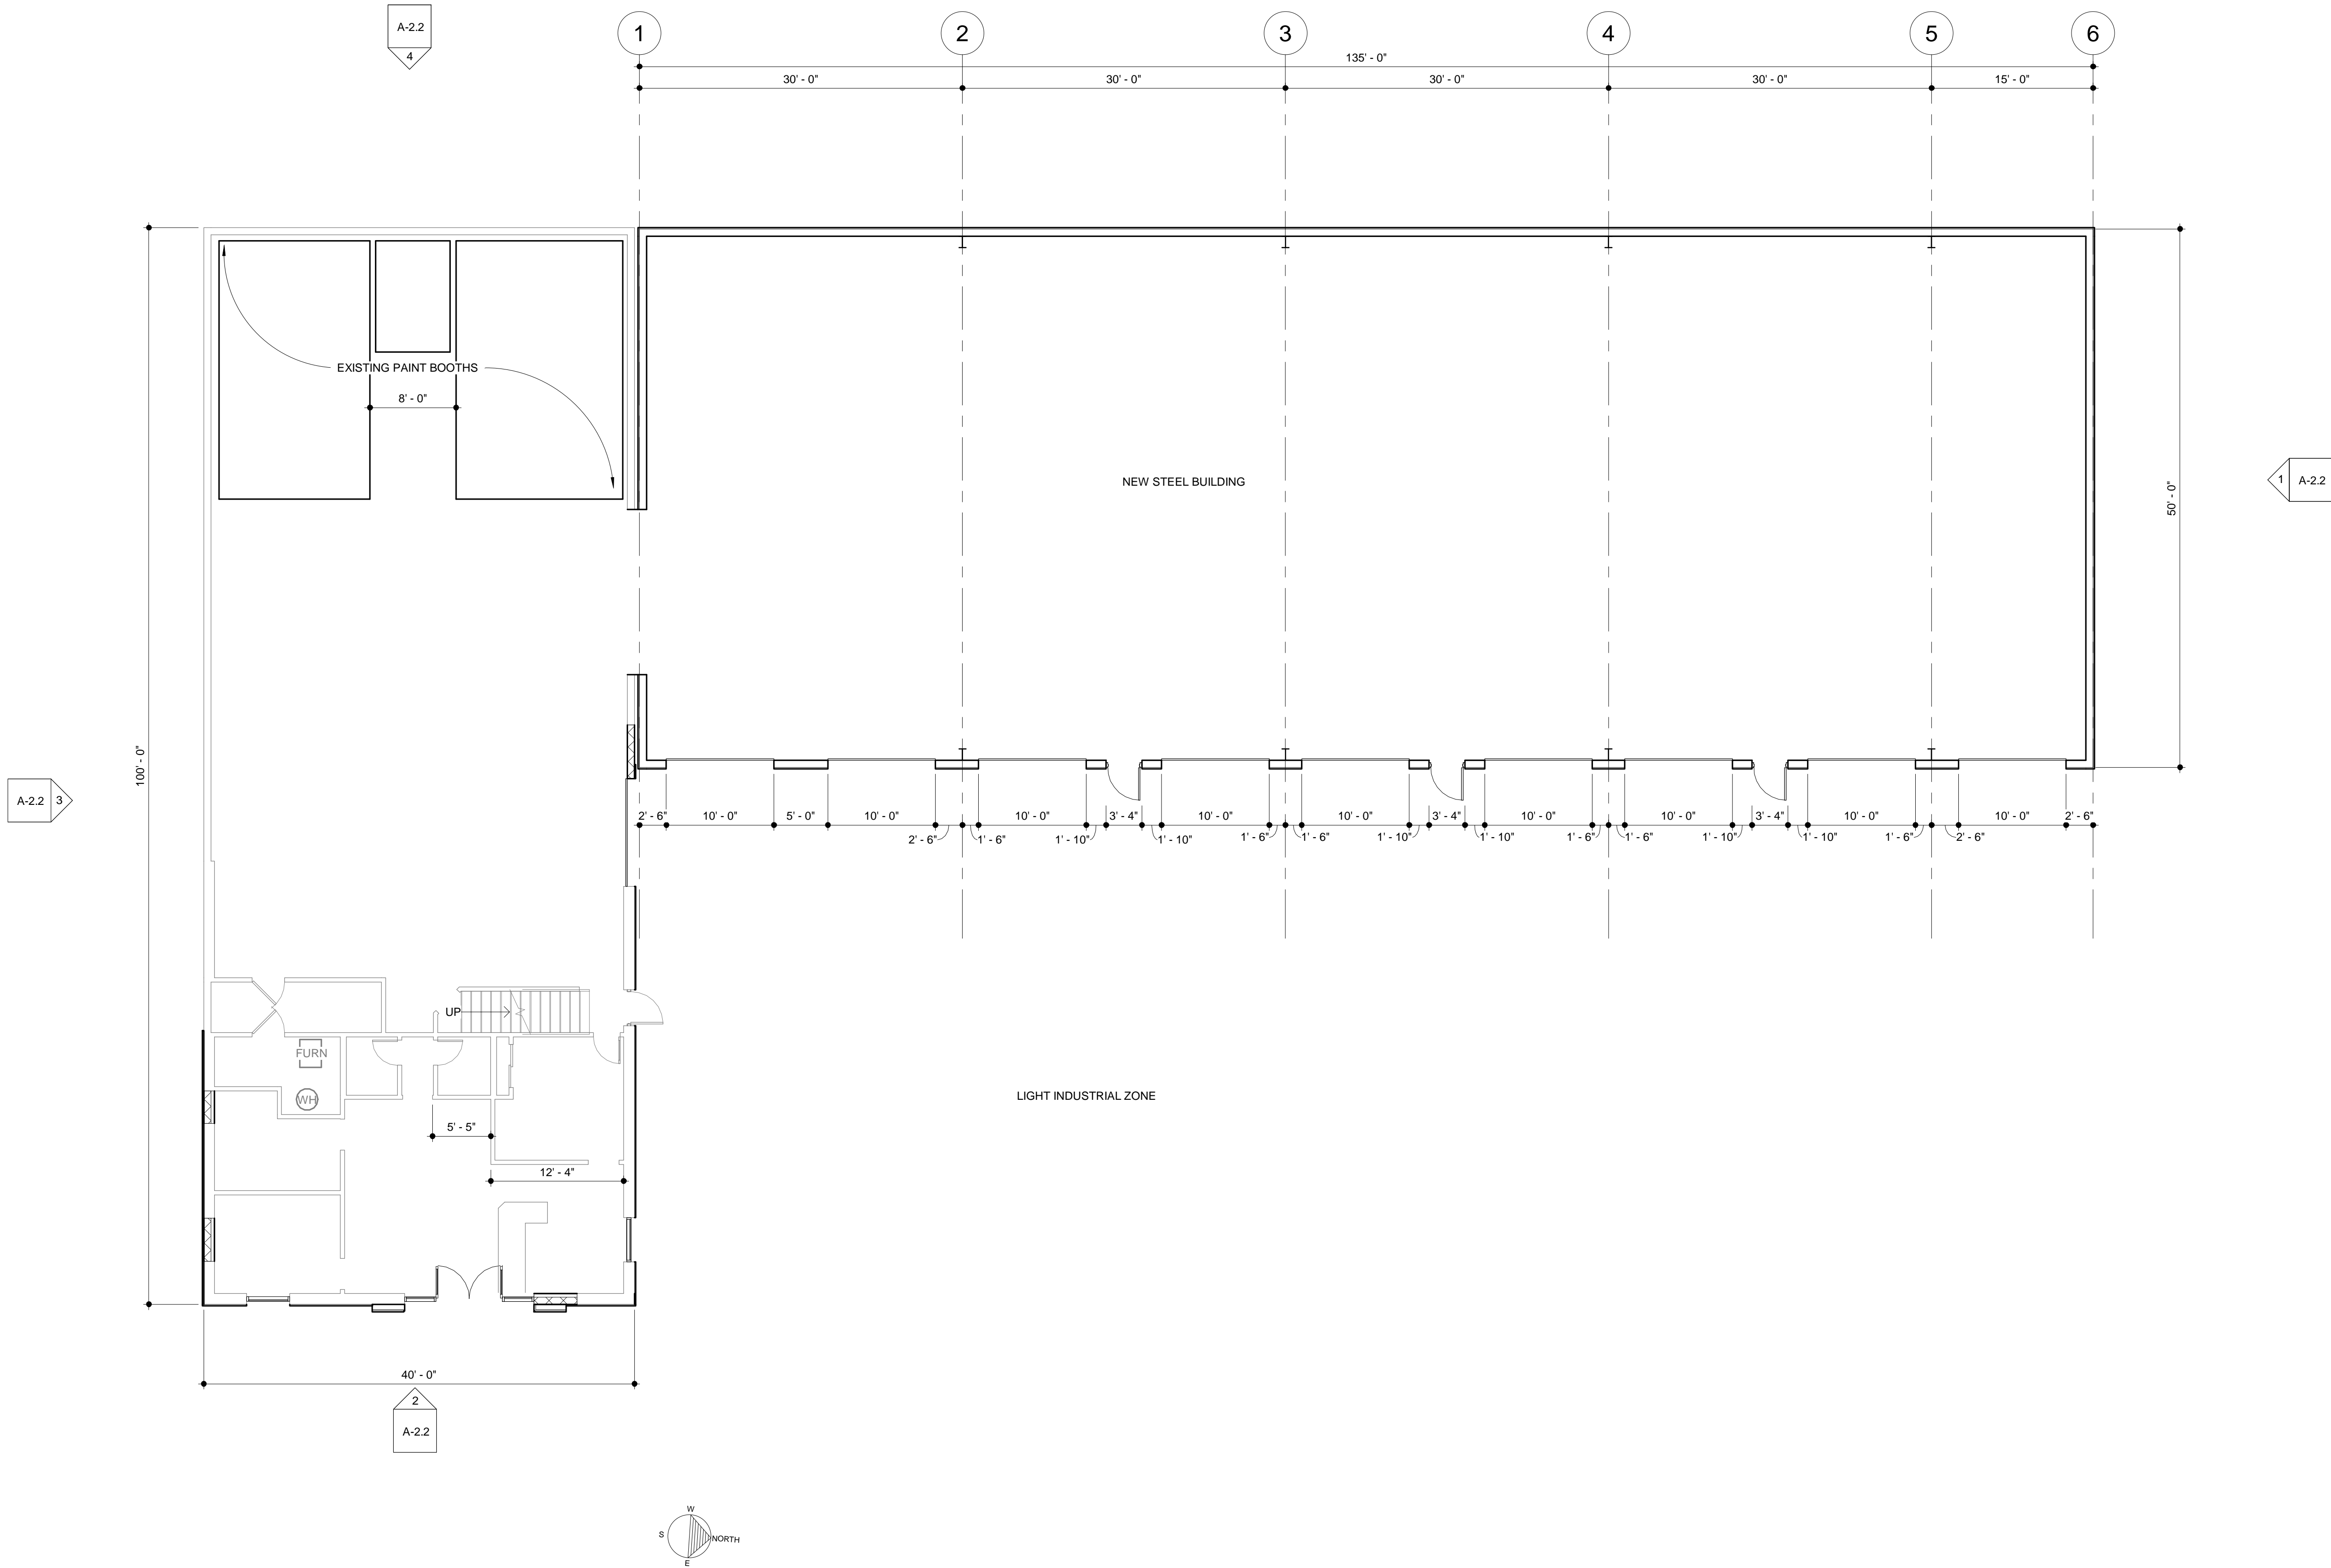 A-2.2
4
1
2
3
4
5
6
135' - 0"
30' - 0"
30' - 0"
30' - 0"
30' - 0"
15' - 0"
EXISTING PAINT BOOTHS
8' - 0"
NEW STEEL BUILDING
50' - 0"
1
A-2.2
100' - 0"
A-2.2
3
2' - 6"
10' - 0"
5' - 0"
10' - 0"
10' - 0"
3' - 4"
10' - 0"
10' - 0"
3' - 4"
10' - 0"
10' - 0"
3' - 4"
10' - 0"
10' - 0"
2' - 6"
2' - 6"
1' - 6"
1' - 10"
1' - 10"
1' - 6"
1' - 6"
1' - 10"
1' - 10"
1' - 6"
1' - 6"
1' - 10"
1' - 10"
1' - 6"
2' - 6"
UP
FURN
WH
LIGHT INDUSTRIAL ZONE
5' - 5"
12' - 4"
40' - 0"
2
A-2.2
W
S
NORTH
E